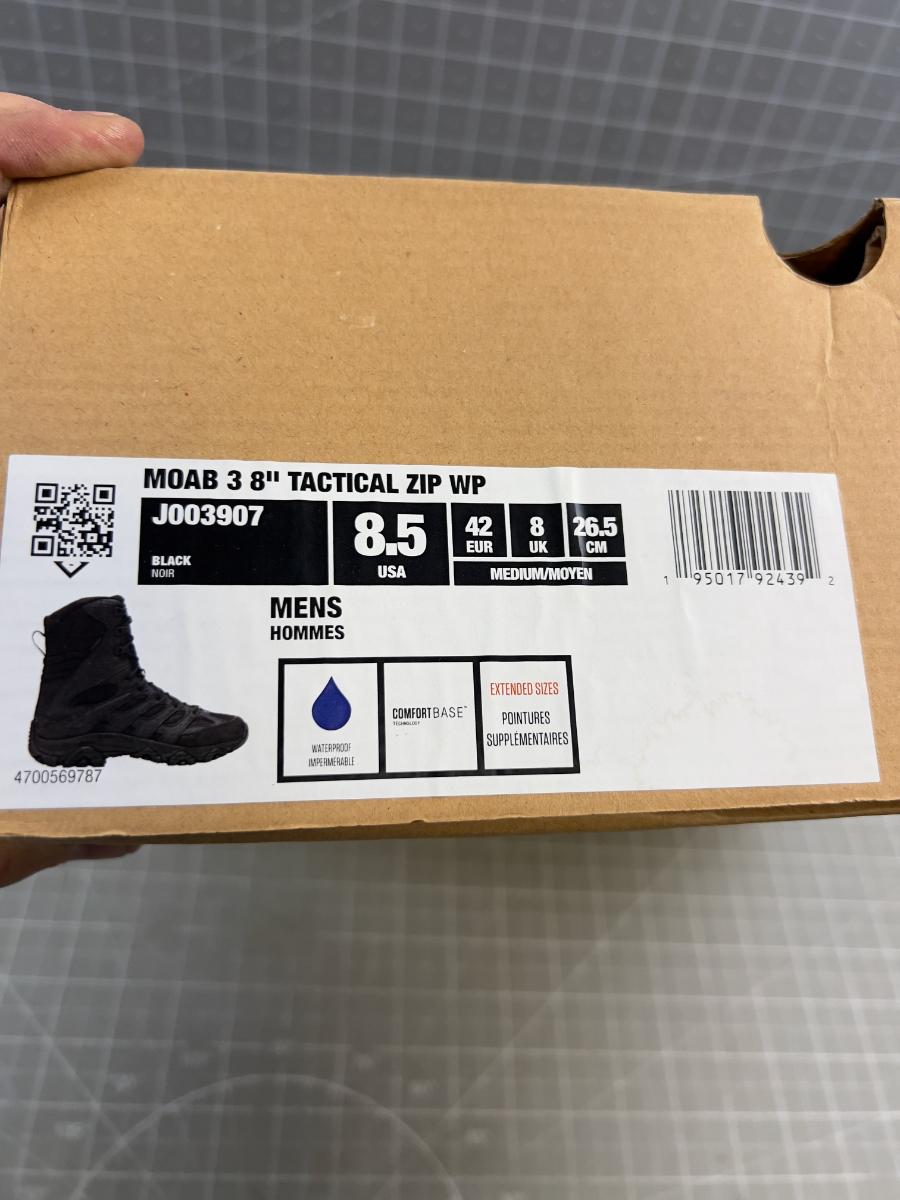 MOAB 3 8" TACTICAL ZIP WP
J003907
BLACK
NOIR
8.5
USA
42
EUR
8
UK
26.5
CM
MEDIUM/MOYEN
1 95017 92439 2
MENS
HOMMES
WATERPROOF
IMPERMÉABLE
COMFORTBASE™
TECHNOLOGY
EXTENDED SIZES
POINTURES
SUPPLÉMENTAIRES
4700569787